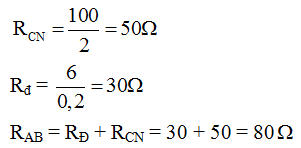 R_CN = 100/2 = 50Ω
R_đ = 6/0,2 = 30Ω
R_AB = R_Đ + R_CN = 30 + 50 = 80 Ω